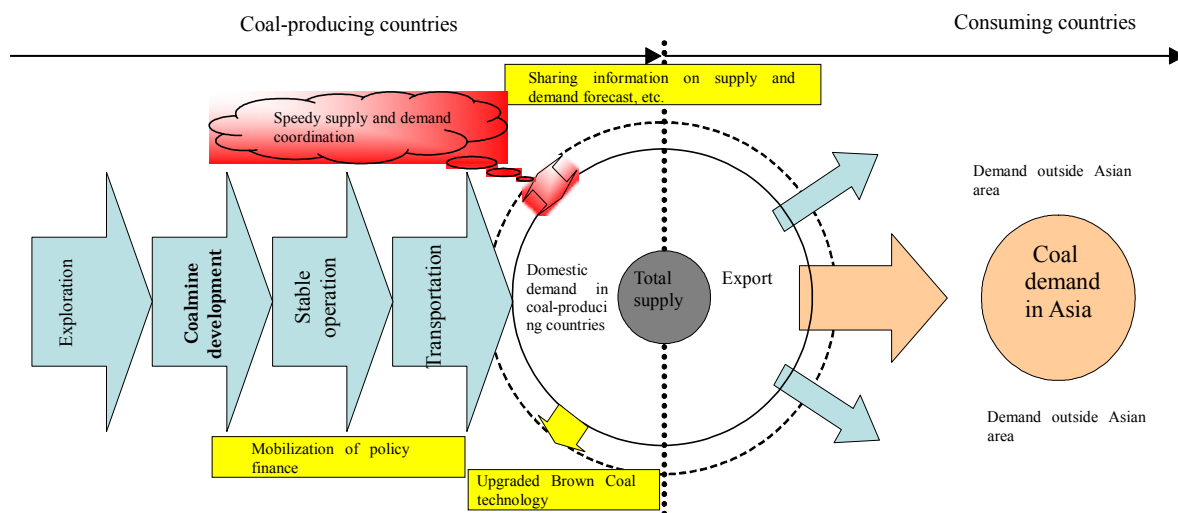 Coal-producing countries
Consuming countries
Sharing information on supply and
demand forecast, etc.
Speedy supply and demand
coordination
Exploration
Coalmine
development
Stable
operation
Transportation
Domestic
demand in
coal-produci
ng countries
Total
supply
Export
Demand outside Asian
area
Coal
demand
in Asia
Demand outside Asian
area
Mobilization of policy
finance
Upgraded Brown Coal
technology